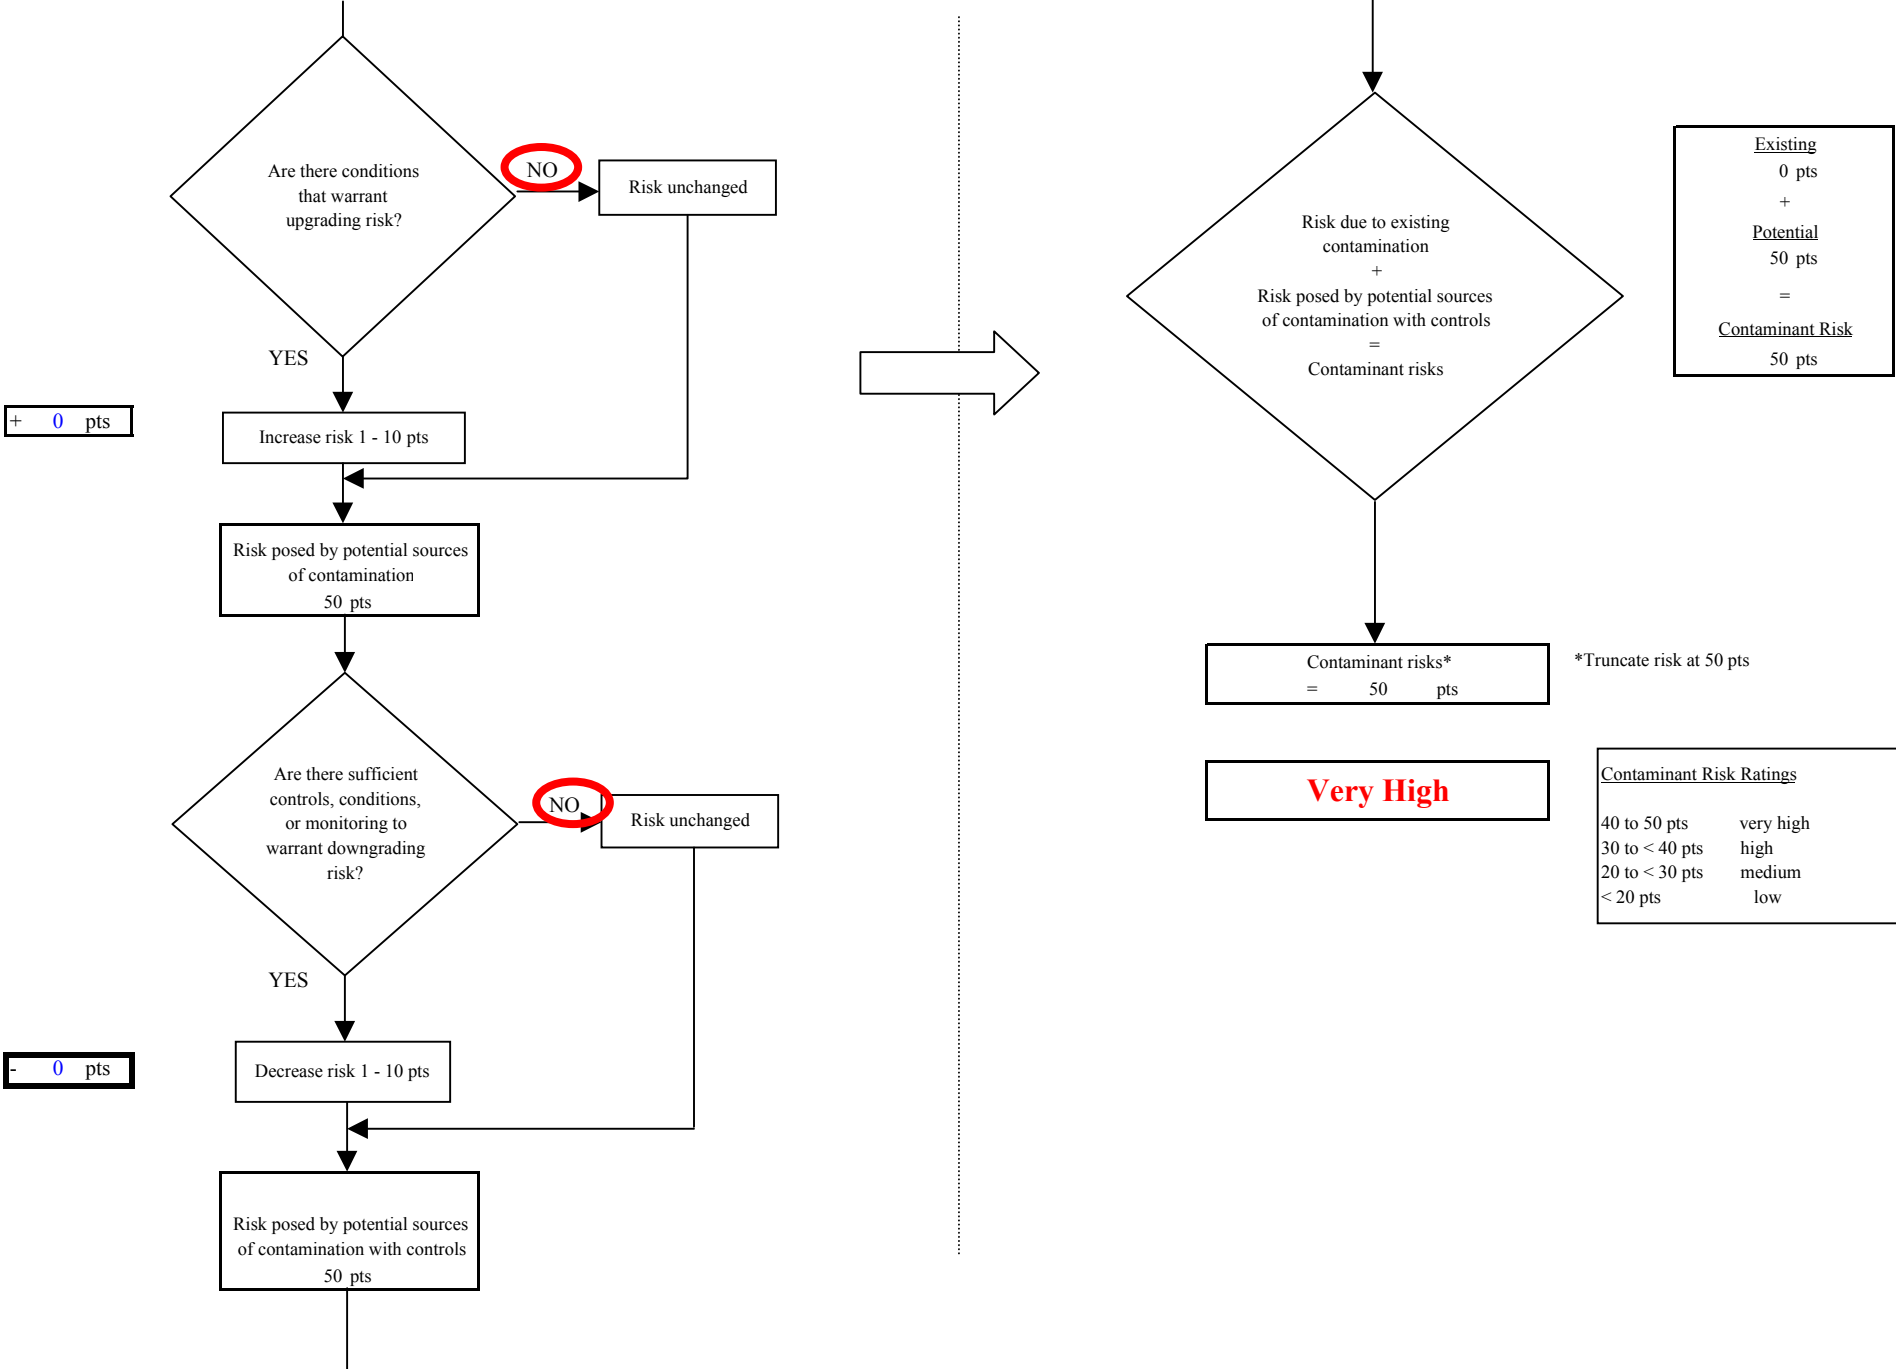 Are there conditions
that warrant
upgrading risk?
NO
Risk unchanged
YES
+ 0 pts
Increase risk 1 - 10 pts
Risk posed by potential sources
of contamination
50 pts
Are there sufficient
controls, conditions,
or monitoring to
warrant downgrading
risk?
NO
Risk unchanged
YES
- 0 pts
Decrease risk 1 - 10 pts
Risk posed by potential sources
of contamination with controls
50 pts
Risk due to existing
contamination
+
Risk posed by potential sources
of contamination with controls
=
Contaminant risks
Existing
0 pts
+
Potential
50 pts
=
Contaminant Risk
50 pts
Contaminant risks*
= 50 pts
*Truncate risk at 50 pts
Very High
Contaminant Risk Ratings
40 to 50 pts very high
30 to < 40 pts high
20 to < 30 pts medium
< 20 pts low